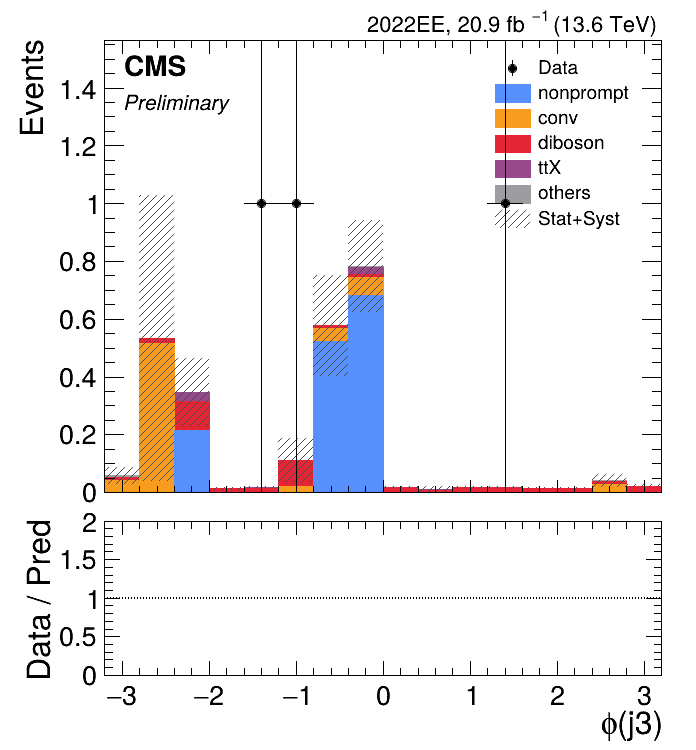 2022EE, 20.9 fb⁻¹ (13.6 TeV)
CMS
Preliminary
Events
Data
nonprompt
conv
diboson
ttX
others
Stat+Syst
1.4
1.2
1
0.8
0.6
0.4
0.2
0
Data / Pred
2
1.5
1
0.5
0
−3 −2 −1 0 1 2 3
ϕ(j3)